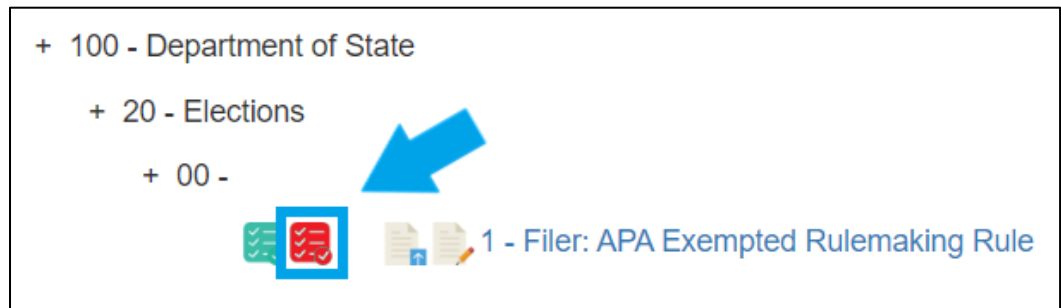 + 100 - Department of State
+ 20 - Elections
+ 00 -
1 - Filer: APA Exempted Rulemaking Rule